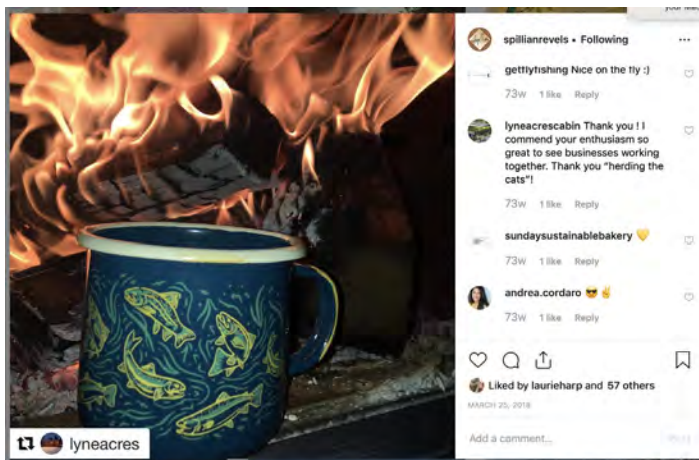 spillianrevels • Following
getflyfishing Nice on the fly :)
73w 1 like Reply
lyneacrescabin Thank you ! I
commend your enthusiasm so
great to see businesses working
together. Thank you "herding the
cats"!
73w 1 like Reply
sundaysustainablebakery 💛
73w 1 like Reply
andrea.cordaro 😎✌️
73w 1 like Reply
Liked by laurieharp and 57 others
MARCH 25, 2018
Add a comment...
lyneacres